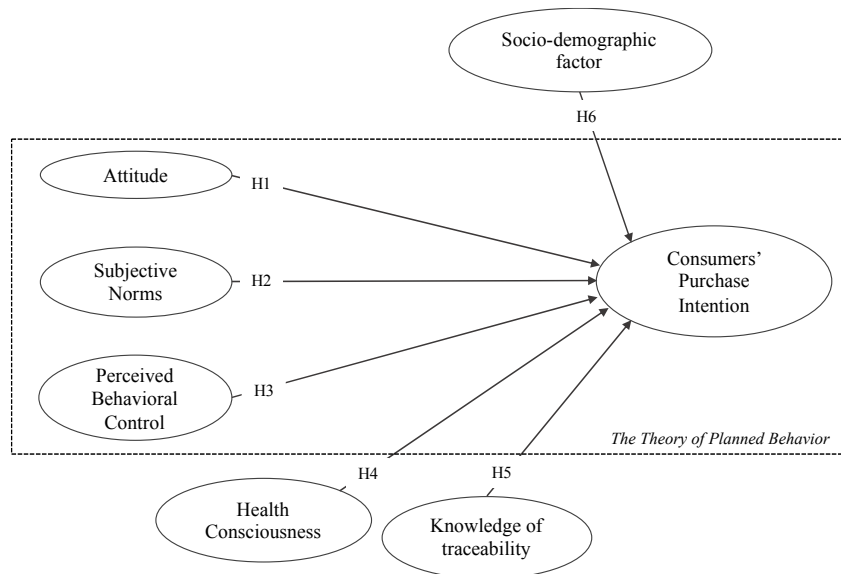 Socio-demographic
factor
H6
Attitude
H1
Subjective
Norms
H2
Consumers’
Purchase
Intention
Perceived
Behavioral
Control
H3
The Theory of Planned Behavior
H4
H5
Health
Consciousness
Knowledge of
traceability